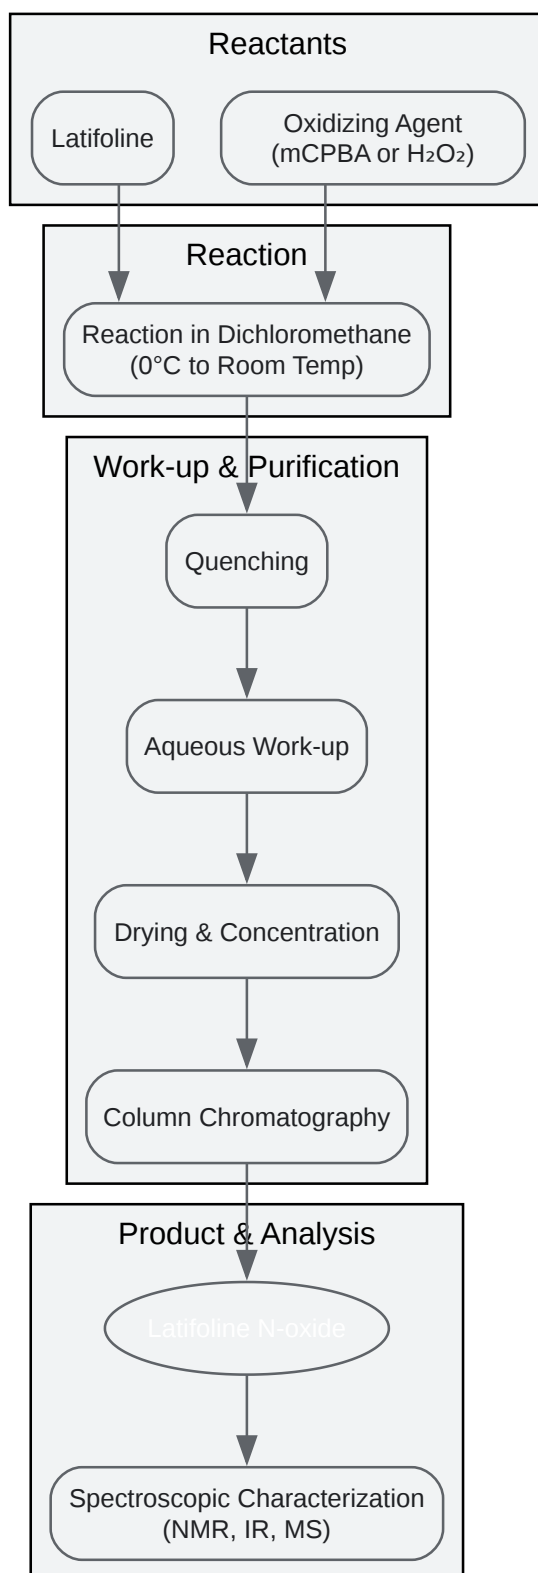 Reactants
Latifoline
Oxidizing Agent
(mCPBA or H₂O₂)
Reaction
Reaction in Dichloromethane
(0°C to Room Temp)
Work-up & Purification
Quenching
Aqueous Work-up
Drying & Concentration
Column Chromatography
Product & Analysis
Latifoline N-oxide
Spectroscopic Characterization
(NMR, IR, MS)